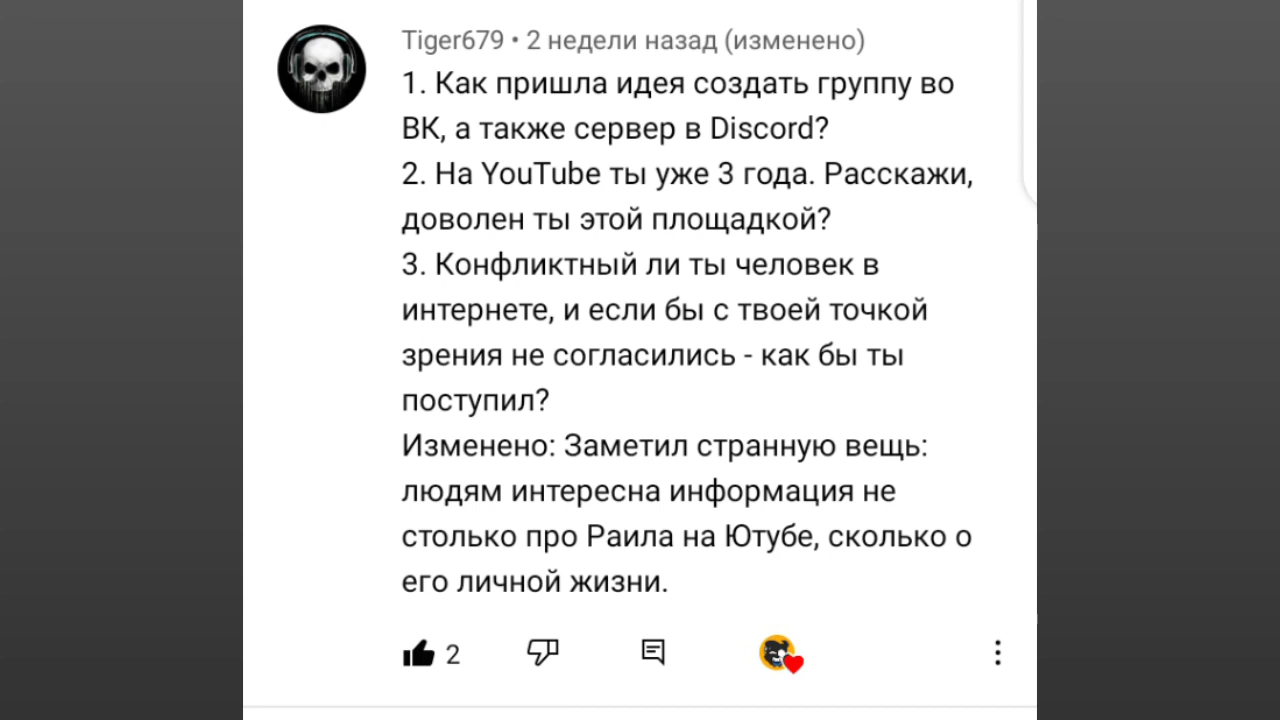 Tiger679 • 2 недели назад (изменено)
1. Как пришла идея создать группу во
ВК, а также сервер в Discord?
2. На YouTube ты уже 3 года. Расскажи,
доволен ты этой площадкой?
3. Конфликтный ли ты человек в
интернете, и если бы с твоей точкой
зрения не согласились - как бы ты
поступил?
Изменено: Заметил странную вещь:
людям интересна информация не
столько про Раила на Ютубе, сколько о
его личной жизни.
2